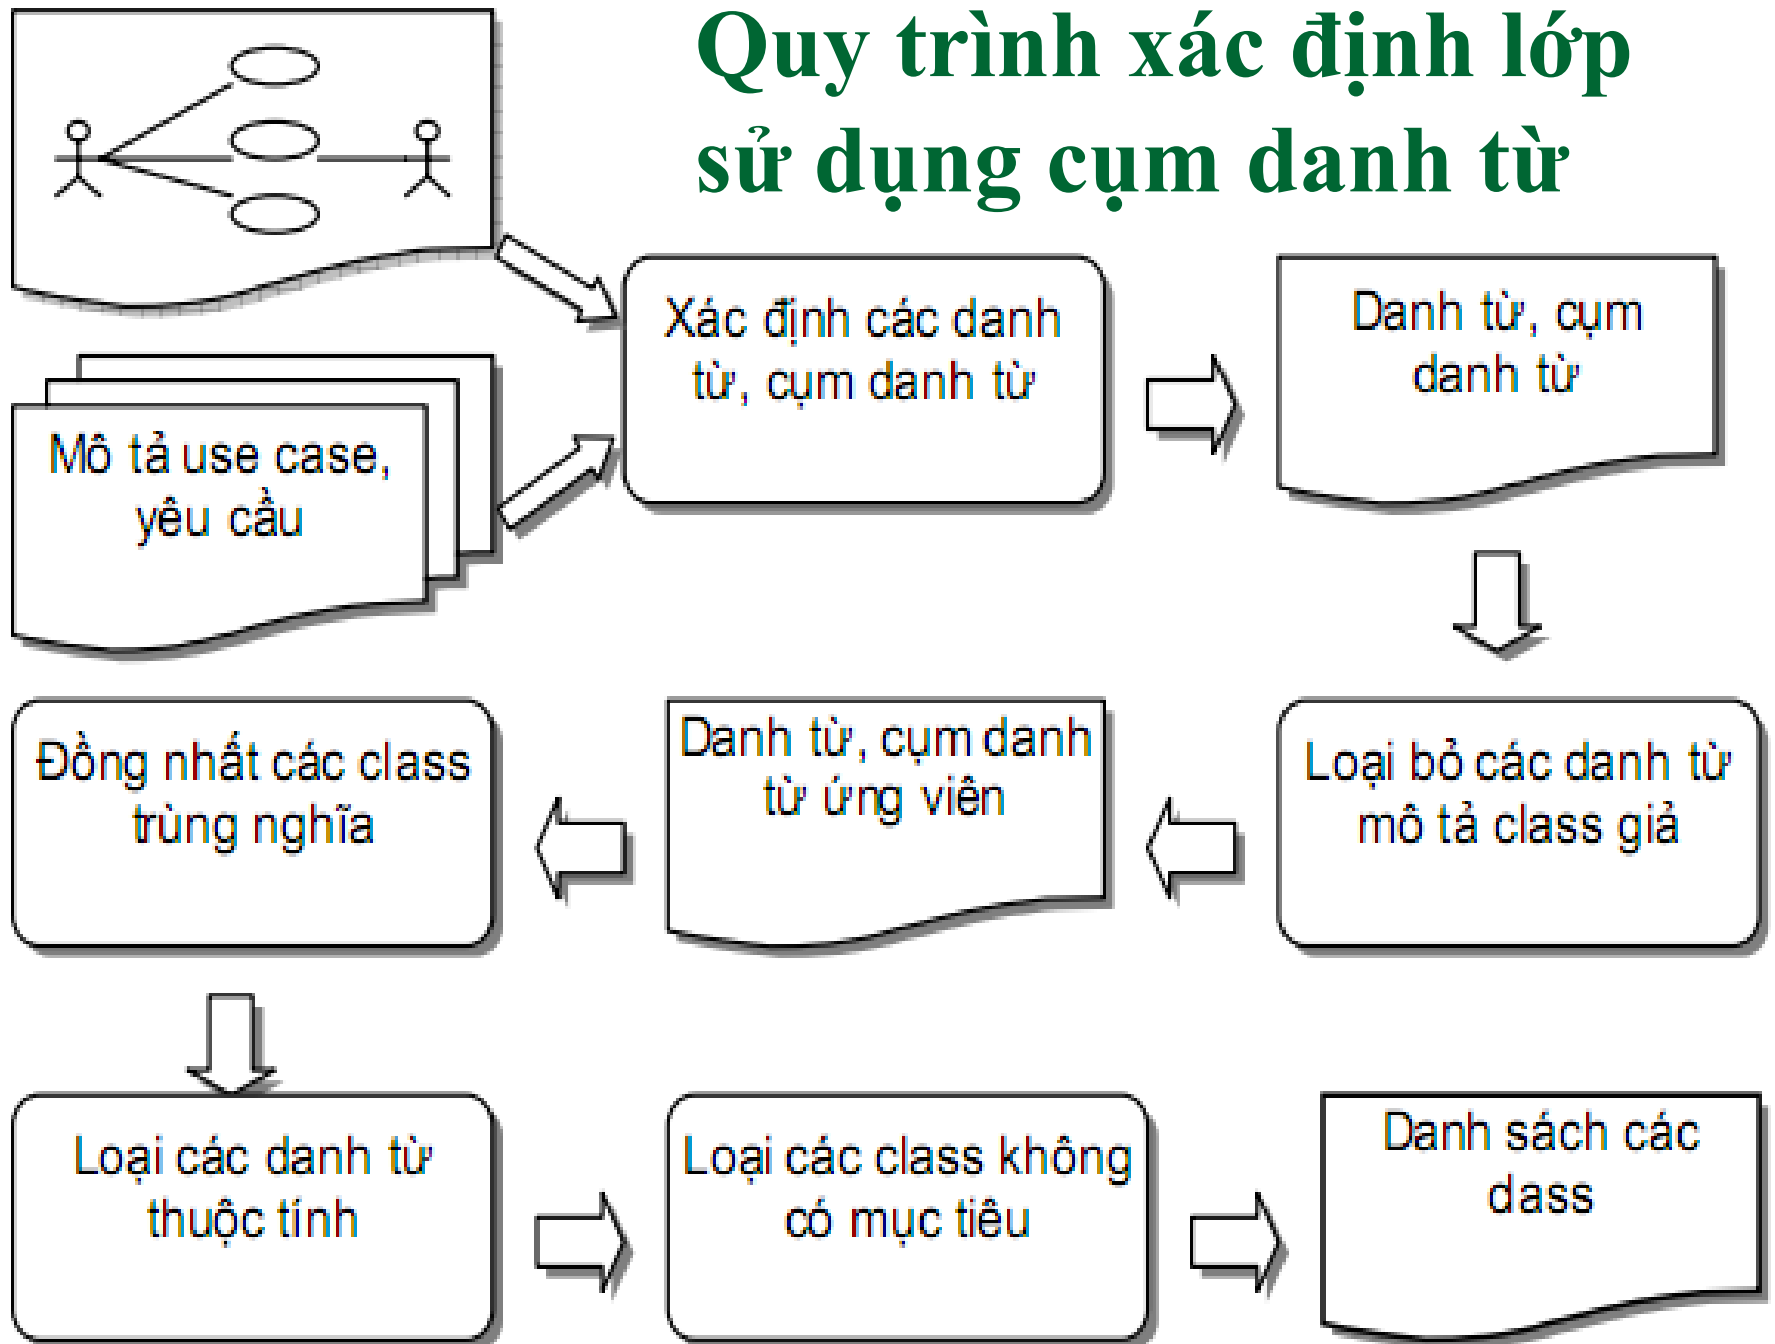 Quy trình xác định lớp
sử dụng cụm danh từ
Mô tả use case,
yêu cầu
Xác định các danh
từ, cụm danh từ
Danh từ, cụm
danh từ
Loại bỏ các danh từ
mô tả class giả
Danh từ, cụm danh
từ ứng viên
Đồng nhất các class
trùng nghĩa
Loại các danh từ
thuộc tính
Loại các class không
có mục tiêu
Danh sách các
class